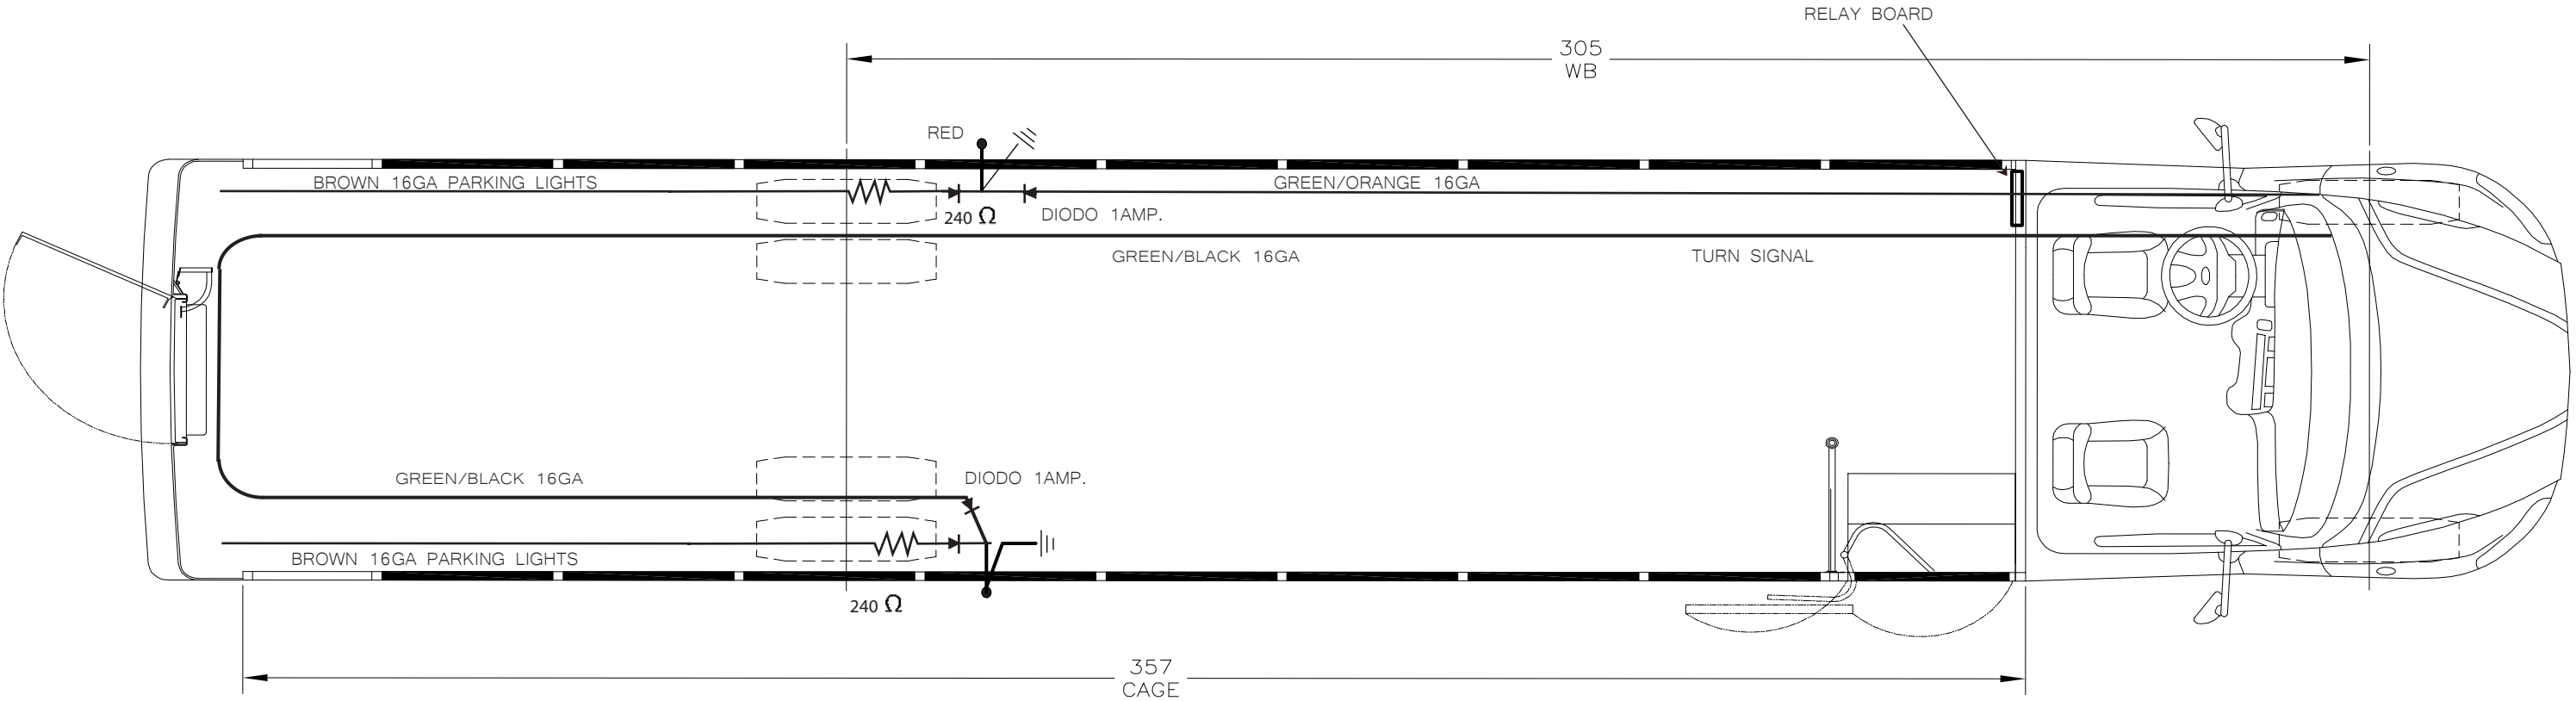 RELAY BOARD
305
WB
RED
BROWN 16GA PARKING LIGHTS
GREEN/ORANGE 16GA
240 Ω
DIODO 1AMP.
GREEN/BLACK 16GA
TURN SIGNAL
GREEN/BLACK 16GA
DIODO 1AMP.
BROWN 16GA PARKING LIGHTS
240 Ω
357
CAGE